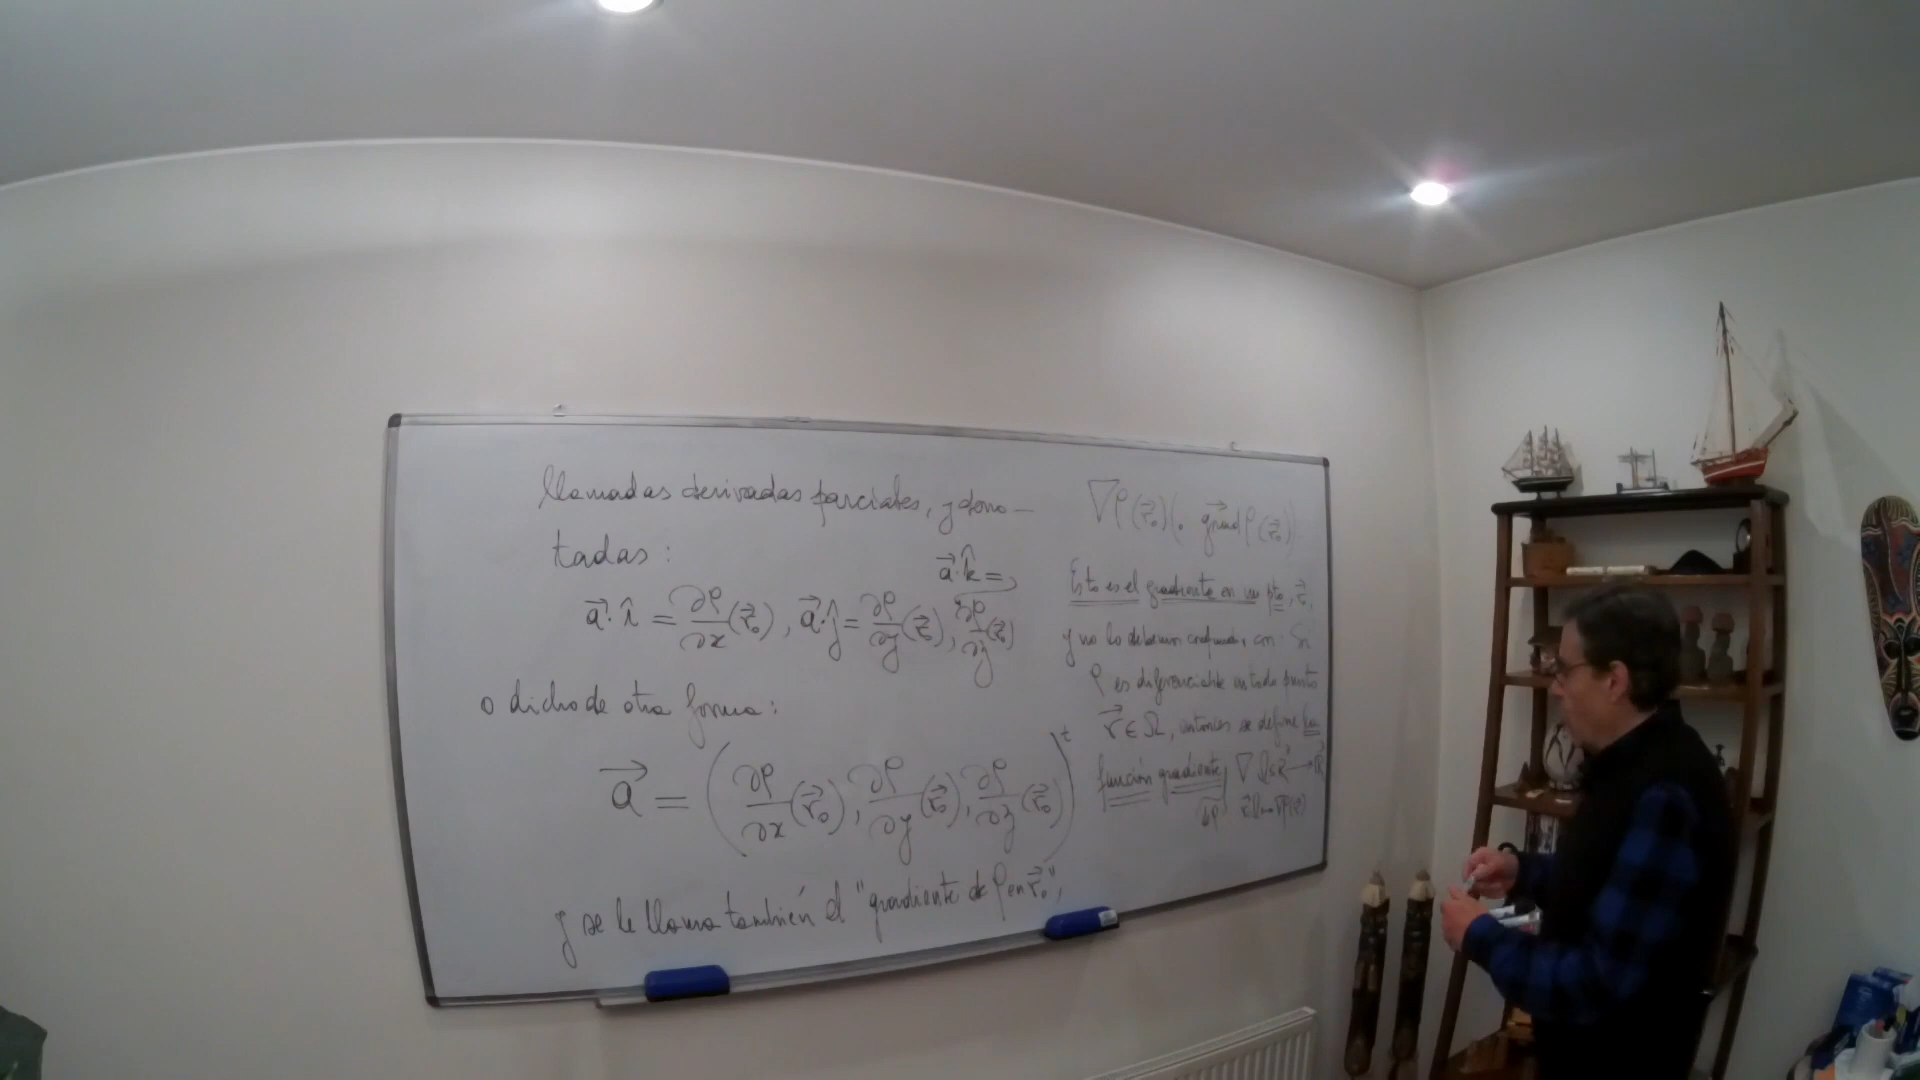 llamadas derivadas parciales, y deno-
tadas:
a⃗·k̂ =
a⃗·î = ∂ρ/∂x (r⃗₀), a⃗·ĵ = ∂ρ/∂y (r⃗₀), ∂ρ/∂z (r⃗₀)
o dicho de otra forma:
a⃗ = (∂ρ/∂x (r⃗₀), ∂ρ/∂y (r⃗₀), ∂ρ/∂z (r⃗₀))ᵗ
y se le llama también el "gradiente de ρ en r⃗₀",
∇ρ(r⃗₀) (o grad⃗ ρ(r⃗₀)).
Esto es el gradiente en un pto, r⃗₀,
y no lo debemos confundir con. Si
ρ es diferenciable en todo punto
r⃗ ∈ Ω, entonces se define la
función gradiente